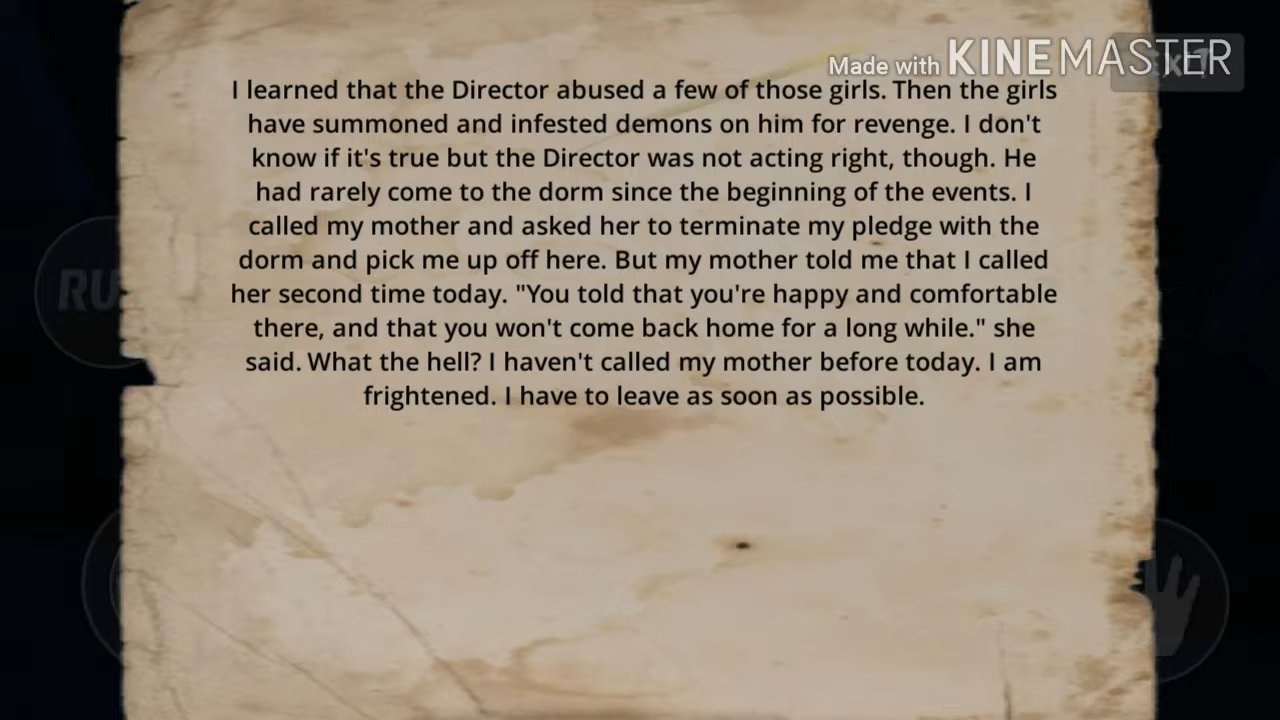 Made with KINEMASTER
I learned that the Director abused a few of those girls. Then the girls
have summoned and infested demons on him for revenge. I don't
know if it's true but the Director was not acting right, though. He
had rarely come to the dorm since the beginning of the events. I
called my mother and asked her to terminate my pledge with the
dorm and pick me up off here. But my mother told me that I called
her second time today. "You told that you're happy and comfortable
there, and that you won't come back home for a long while." she
said. What the hell? I haven't called my mother before today. I am
frightened. I have to leave as soon as possible.
RU